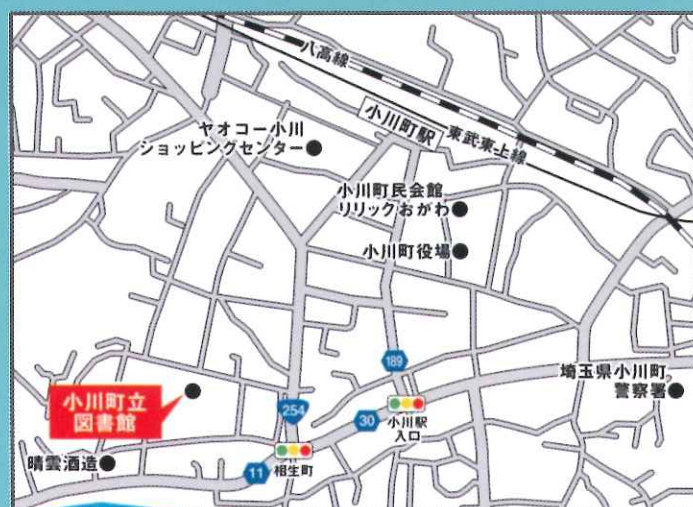 八高線
小川町駅
東武東上線
ヤオコー小川
ショッピングセンター
小川町民会館
リリックおがわ
小川町役場
189
埼玉県小川町
警察署
小川町立
図書館
254
30
小川駅
入口
晴雲酒造
11
相生町